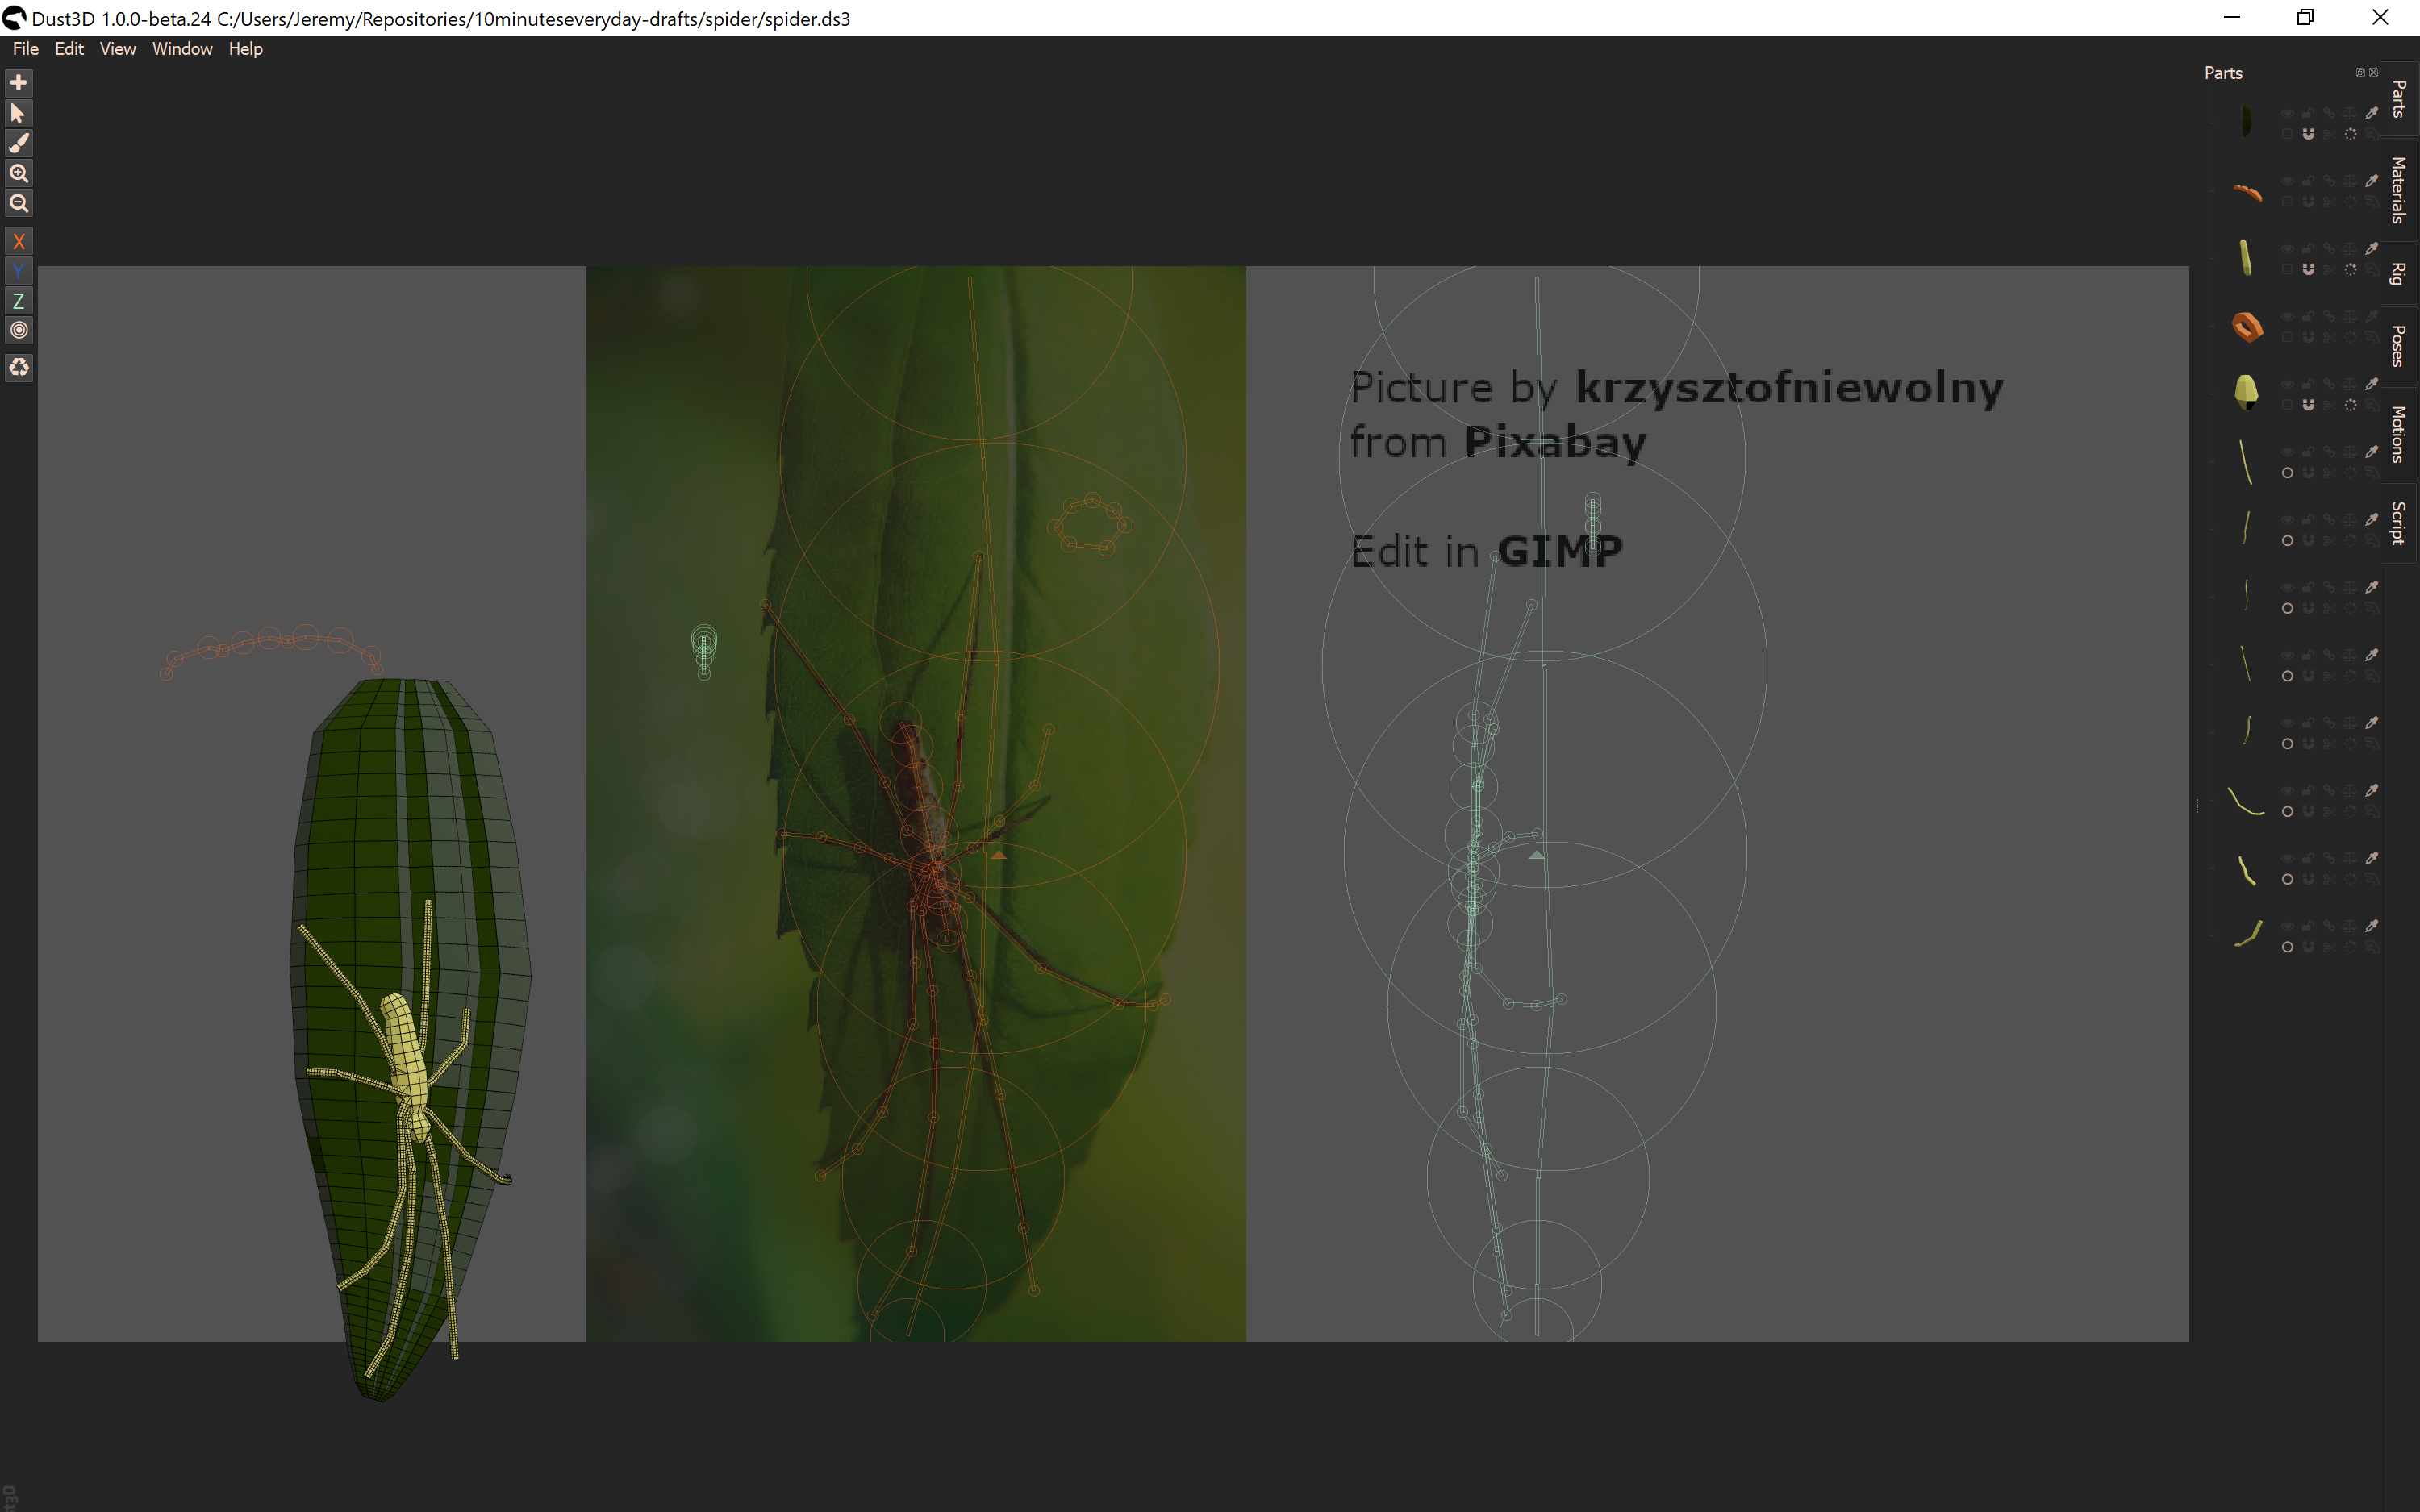 Dust3D 1.0.0-beta.24 C:/Users/Jeremy/Repositories/10minuteseveryday-drafts/spider/spider.ds3
File Edit View Window Help
Parts
X
Y
Z
Picture by krzysztofniewolny
from Pixabay
Edit in GIMP
Parts
Materials
Rig
Poses
Motions
Script